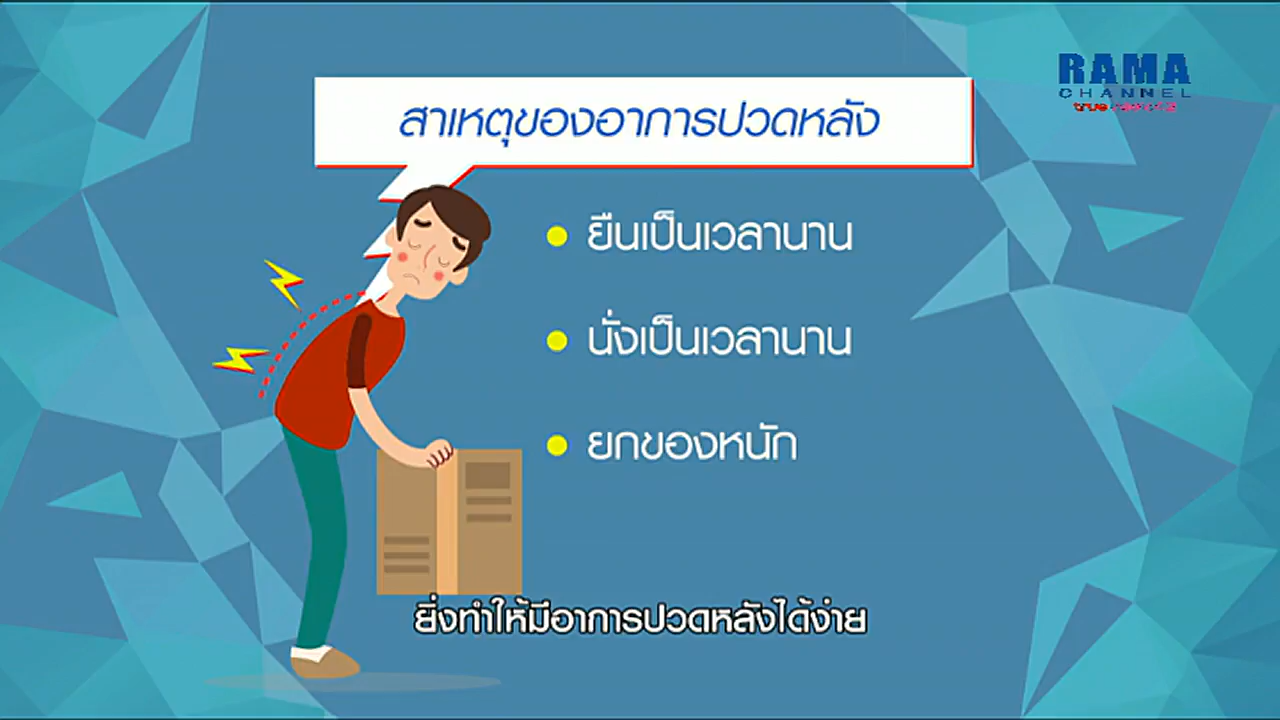 RAMA
CHANNEL
สาเหตุของอาการปวดหลัง
ยืนเป็นเวลานาน
นั่งเป็นเวลานาน
ยกของหนัก
ยิ่งทำให้มีอาการปวดหลังได้ง่าย